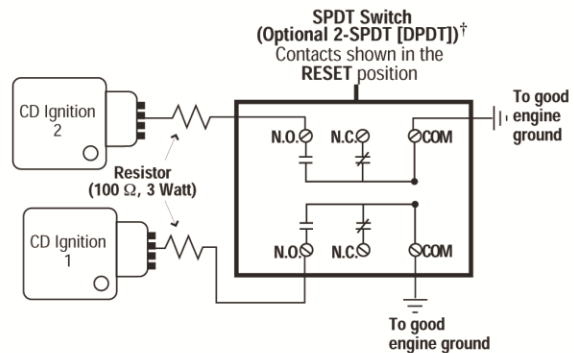 SPDT Switch
(Optional 2-SPDT [DPDT])†
Contacts shown in the
RESET position
CD Ignition
2
To good
engine
ground
N.O.
N.C.
COM
Resistor
(100 Ω, 3 Watt)
CD Ignition
1
N.O.
N.C.
COM
To good
engine ground